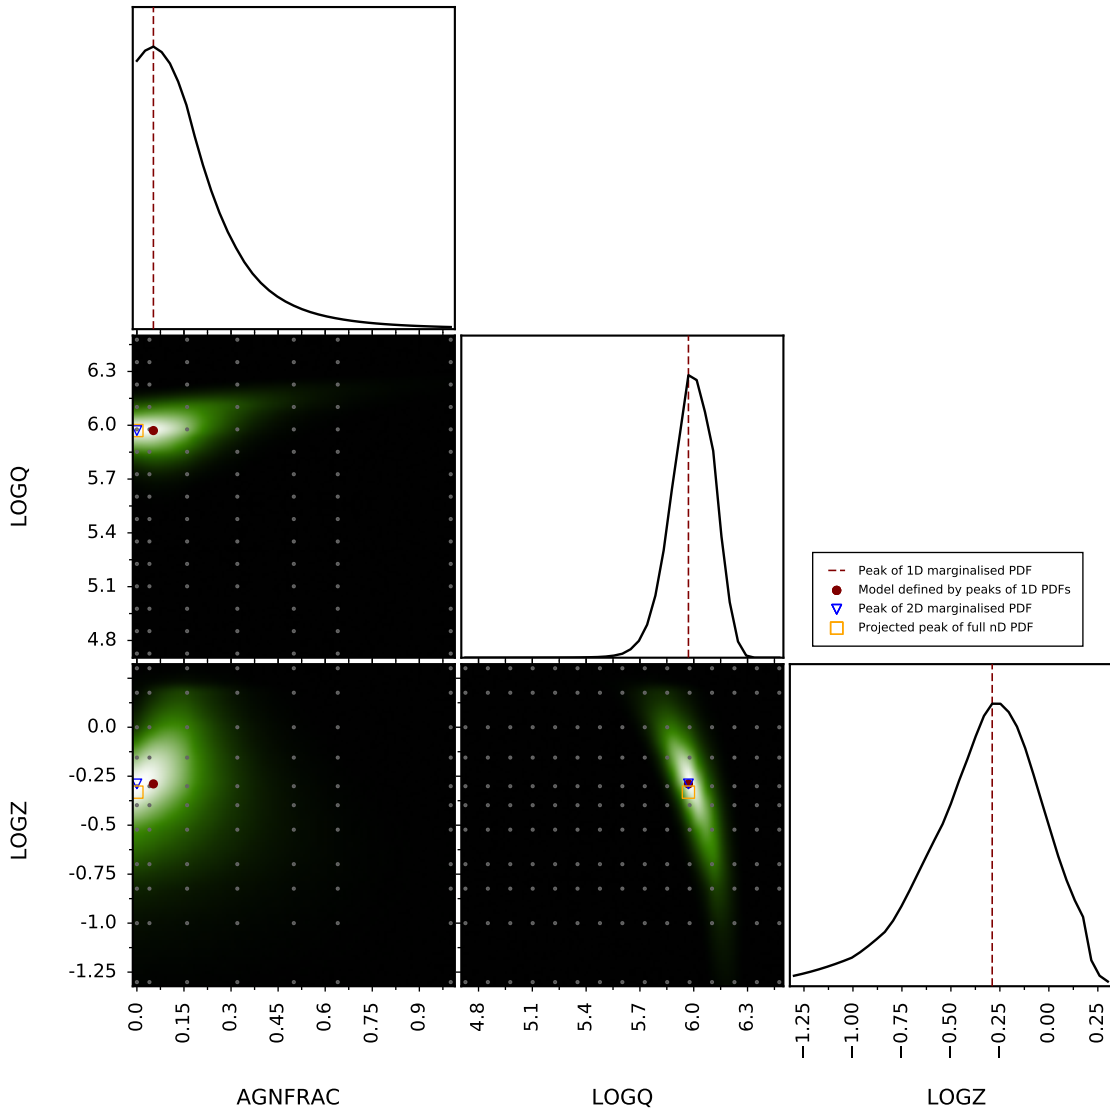 6.3
6.0
5.7
5.4
5.1
4.8
LOGQ
Peak of 1D marginalised PDF
Model defined by peaks of 1D PDFs
Peak of 2D marginalised PDF
Projected peak of full nD PDF
0.0
-0.25
-0.5
-0.75
-1.0
-1.25
LOGZ
0.0 0.15 0.3 0.45 0.6 0.75 0.9
4.8 5.1 5.4 5.7 6.0 6.3
−1.25 −1.00 −0.75 −0.50 −0.25 0.00 0.25
AGNFRAC LOGQ LOGZ